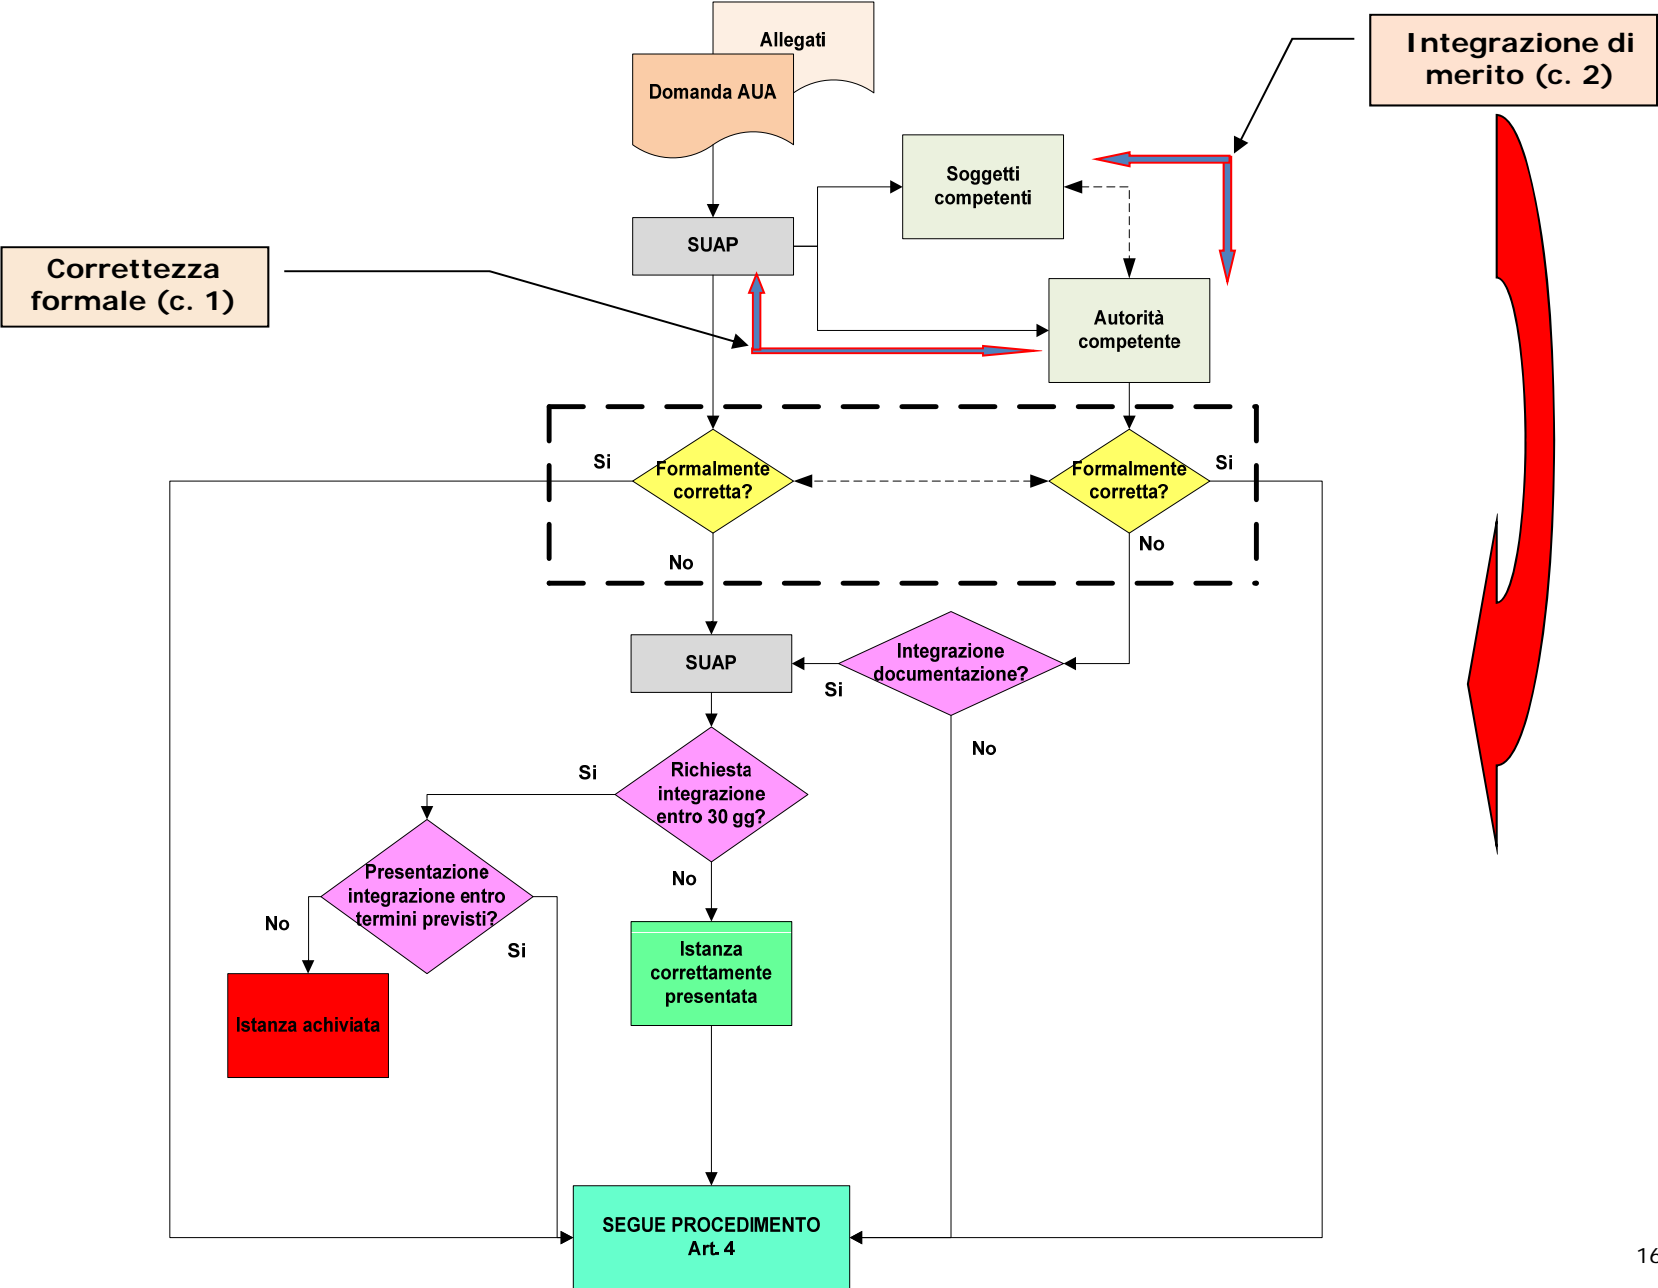 Allegati
Domanda AUA
Integrazione di
merito (c. 2)
Soggetti
competenti
SUAP
Correttezza
formale (c. 1)
Autorità
competente
Si
Formalmente
corretta?
Formalmente
corretta?
Si
No
No
SUAP
Integrazione
documentazione?
Si
No
Richiesta
integrazione
entro 30 gg?
Si
No
Presentazione
integrazione entro
termini previsti?
No
Si
Istanza
correttamente
presentata
Istanza achiviata
SEGUE PROCEDIMENTO
Art. 4
16